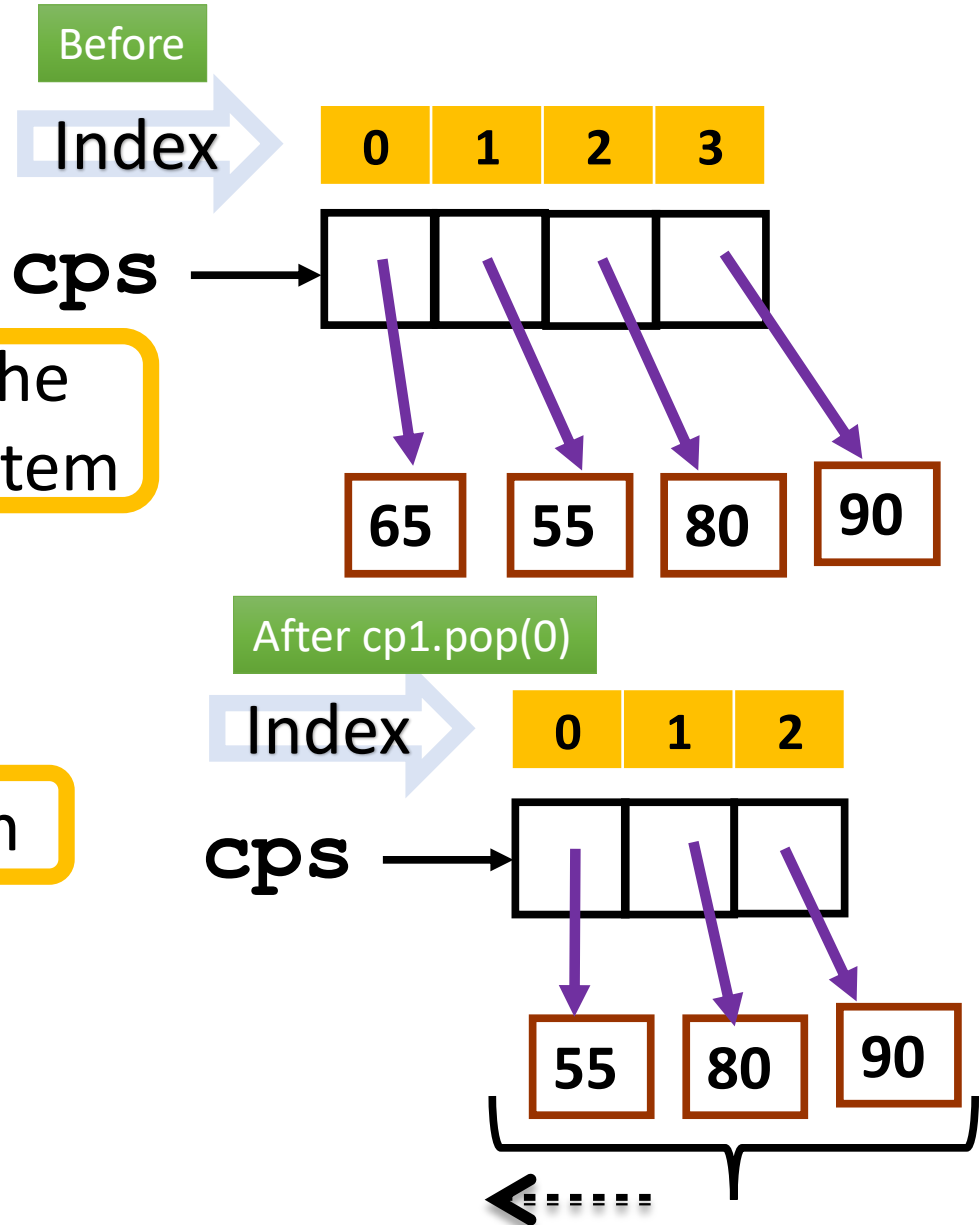 Before
Index
0 1 2 3
cps
he
tem
65 55 80 90
After cp1.pop(0)
Index
0 1 2
cps
55 80 90